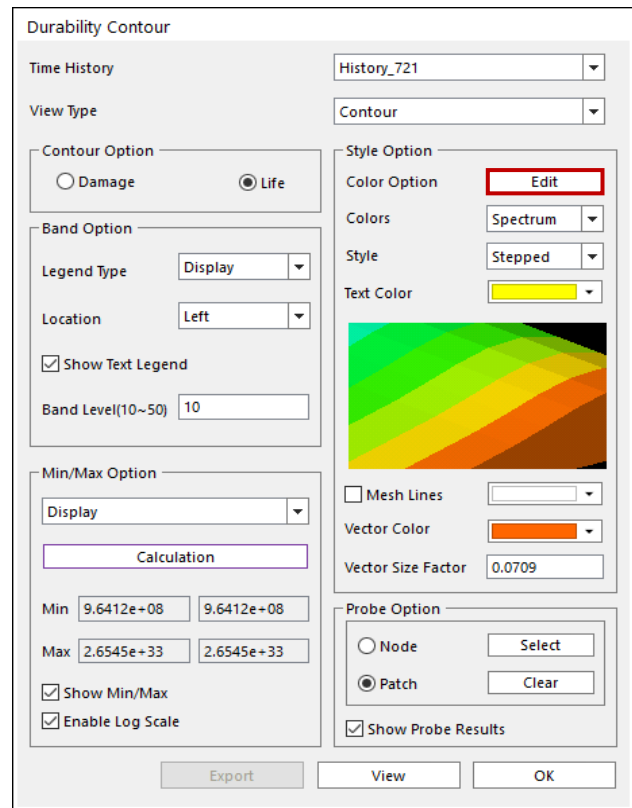 Durability Contour
Time History
History_721
View Type
Contour
Contour Option
Damage
Life
Band Option
Legend Type
Display
Location
Left
Show Text Legend
Band Level(10~50)
10
Min/Max Option
Display
Calculation
Min
9.6412e+08
9.6412e+08
Max
2.6545e+33
2.6545e+33
Show Min/Max
Enable Log Scale
Style Option
Color Option
Edit
Colors
Spectrum
Style
Stepped
Text Color
Mesh Lines
Vector Color
Vector Size Factor
0.0709
Probe Option
Node
Select
Patch
Clear
Show Probe Results
Export
View
OK